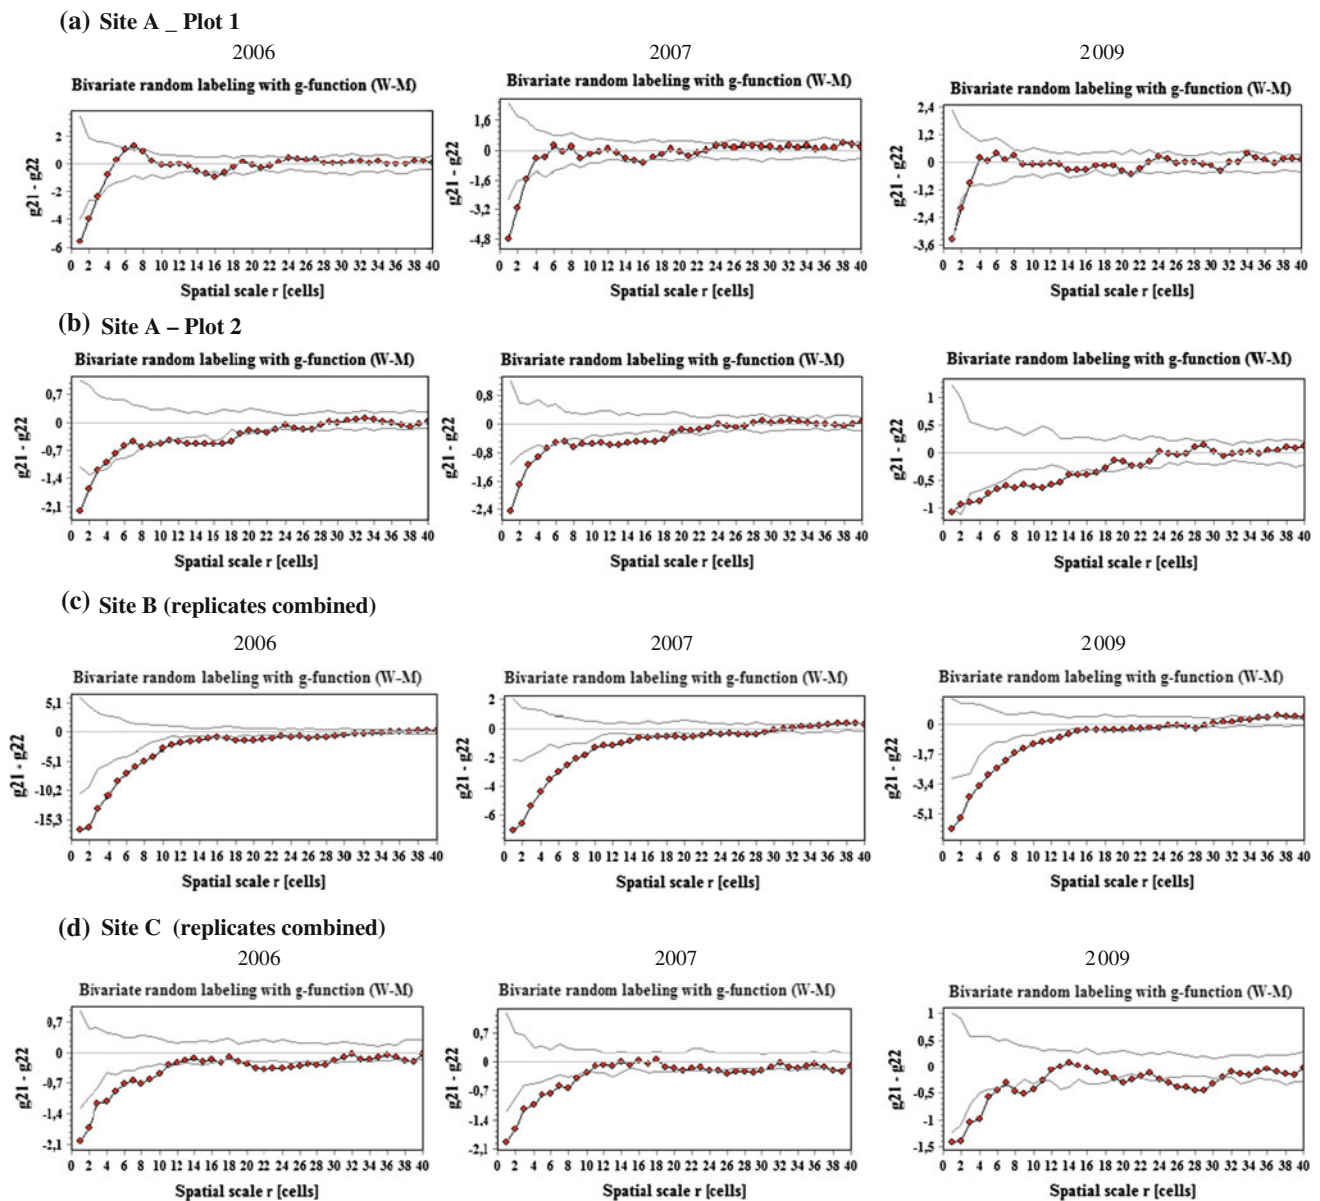 (a) Site A _ Plot 1
2006 2007 2009
Bivariate random labeling with g-function (W-M) Bivariate random labeling with g-function (W-M) Bivariate random labeling with g-function (W-M)
g21 - g22
2
0
-2
-4
-6
0 2 4 6 8 10 12 14 16 18 20 22 24 26 28 30 32 34 36 38 40
Spatial scale r [cells]
g21 - g22
1,6
0
-1,6
-3,2
-4,8
0 2 4 6 8 10 12 14 16 18 20 22 24 26 28 30 32 34 36 38 40
Spatial scale r [cells]
g21 - g22
2,4
1,2
0
-1,2
-2,4
-3,6
0 2 4 6 8 10 12 14 16 18 20 22 24 26 28 30 32 34 36 38 40
Spatial scale r [cells]
(b) Site A – Plot 2
Bivariate random labeling with g-function (W-M) Bivariate random labeling with g-function (W-M) Bivariate random labeling with g-function (W-M)
g21 - g22
0,7
0
-0,7
-1,4
-2,1
0 2 4 6 8 10 12 14 16 18 20 22 24 26 28 30 32 34 36 38 40
Spatial scale r [cells]
g21 - g22
0,8
0
-0,8
-1,6
-2,4
0 2 4 6 8 10 12 14 16 18 20 22 24 26 28 30 32 34 36 38 40
Spatial scale r [cells]
g21 - g22
1
0,5
0
-0,5
-1
0 2 4 6 8 10 12 14 16 18 20 22 24 26 28 30 32 34 36 38 40
Spatial scale r [cells]
(c) Site B (replicates combined)
2006 2007 2009
Bivariate random labeling with g-function (W-M) Bivariate random labeling with g-function (W-M) Bivariate random labeling with g-function (W-M)
g21 - g22
5,1
0
-5,1
-10,2
-15,3
0 2 4 6 8 10 12 14 16 18 20 22 24 26 28 30 32 34 36 38 40
Spatial scale r [cells]
g21 - g22
2
0
-2
-4
-6
0 2 4 6 8 10 12 14 16 18 20 22 24 26 28 30 32 34 36 38 40
Spatial scale r [cells]
g21 - g22
0
-1,7
-3,4
-5,1
0 2 4 6 8 10 12 14 16 18 20 22 24 26 28 30 32 34 36 38 40
Spatial scale r [cells]
(d) Site C (replicates combined)
2006 2007 2009
Bivariate random labeling with g-function (W-M) Bivariate random labeling with g-function (W-M) Bivariate random labeling with g-function (W-M)
g21 - g22
0,7
0
-0,7
-1,4
-2,1
0 2 4 6 8 10 12 14 16 18 20 22 24 26 28 30 32 34 36 38 40
Spatial scale r [cells]
g21 - g22
0,7
0
-0,7
-1,4
-2,1
0 2 4 6 8 10 12 14 16 18 20 22 24 26 28 30 32 34 36 38 40
Spatial scale r [cells]
g21 - g22
1
0,5
0
-0,5
-1
-1,5
0 2 4 6 8 10 12 14 16 18 20 22 24 26 28 30 32 34 36 38 40
Spatial scale r [cells]